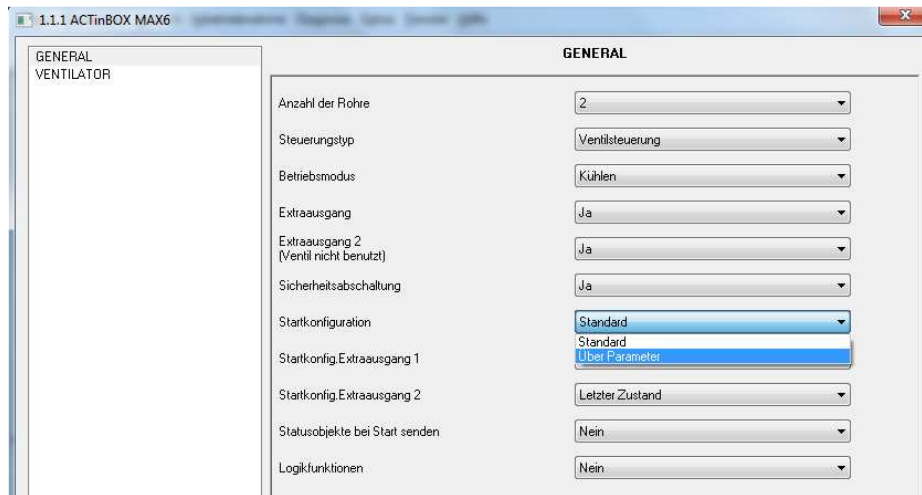 1.1.1 ACTinBOX MAX6
GENERAL
VENTILATOR
GENERAL
Anzahl der Rohre
2
Steuerungstyp
Ventilsteuerung
Betriebsmodus
Kühlen
Extraausgang
Ja
Extraausgang 2
(Ventil nicht benutzt)
Ja
Sicherheitsabschaltung
Ja
Startkonfiguration
Standard
Standard
Über Parameter
Startkonfig.Extraausgang 1
Startkonfig.Extraausgang 2
Letzter Zustand
Statusobjekte bei Start senden
Nein
Logikfunktionen
Nein